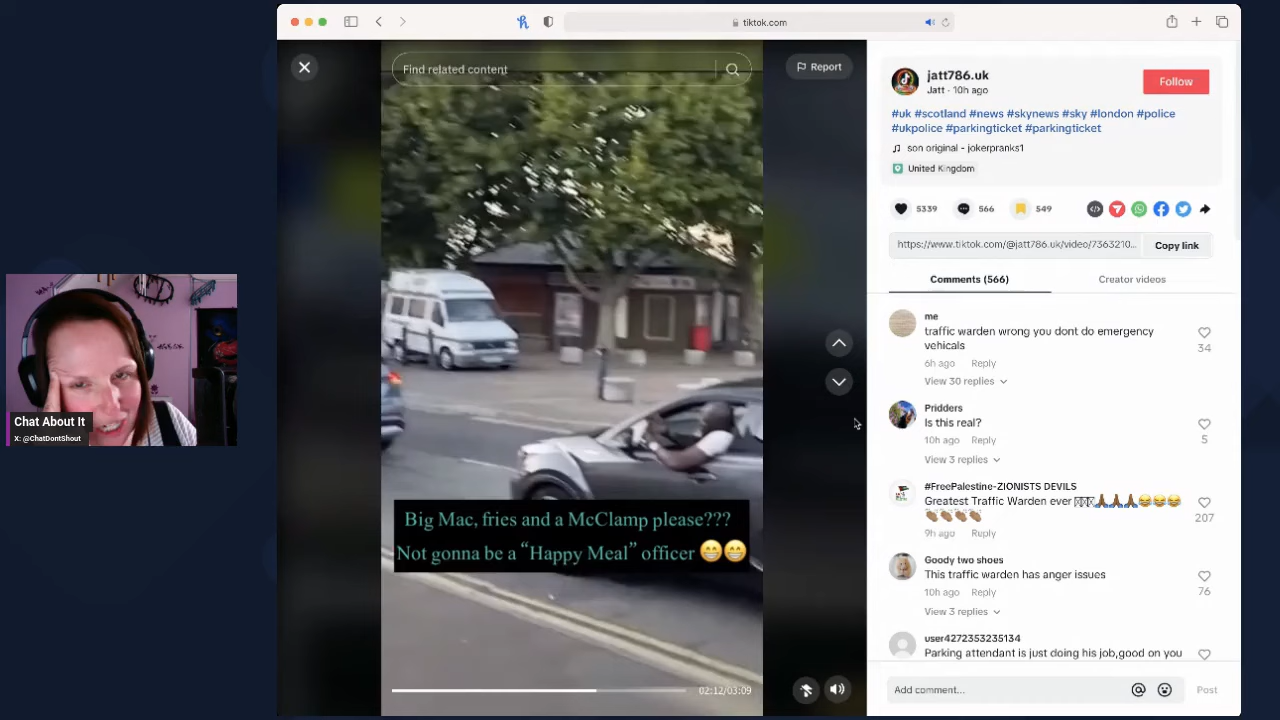 tiktok.com
Find related content
Report
jatt786.uk
Jatt · 10h ago
Follow
#uk #scotland #news #skynews #sky #london #police
#ukpolice #parkingticket #parkingticket
son original - jokerpranks1
United Kingdom
5339
566
549
https://www.tiktok.com/@jatt786.uk/video/7363210...
Copy link
Comments (566)
Creator videos
me
traffic warden wrong you dont do emergency
vehicals
34
6h ago Reply
View 30 replies
Pridders
Is this real?
5
10h ago Reply
View 3 replies
#FreePalestine-ZIONISTS DEVILS
Greatest Traffic Warden ever 🙏🏽🙏🏽🙏🏽😂😂😂
👏🏽👏🏽👏🏽👏🏽
207
9h ago Reply
Goody two shoes
This traffic warden has anger issues
76
10h ago Reply
View 3 replies
user4272353235134
Parking attendant is just doing his job,good on you
Add comment...
Post
Big Mac, fries and a McClamp please???
Not gonna be a “Happy Meal” officer 😁😁
02:12/03:09
Chat About It
X: @ChatDontShout